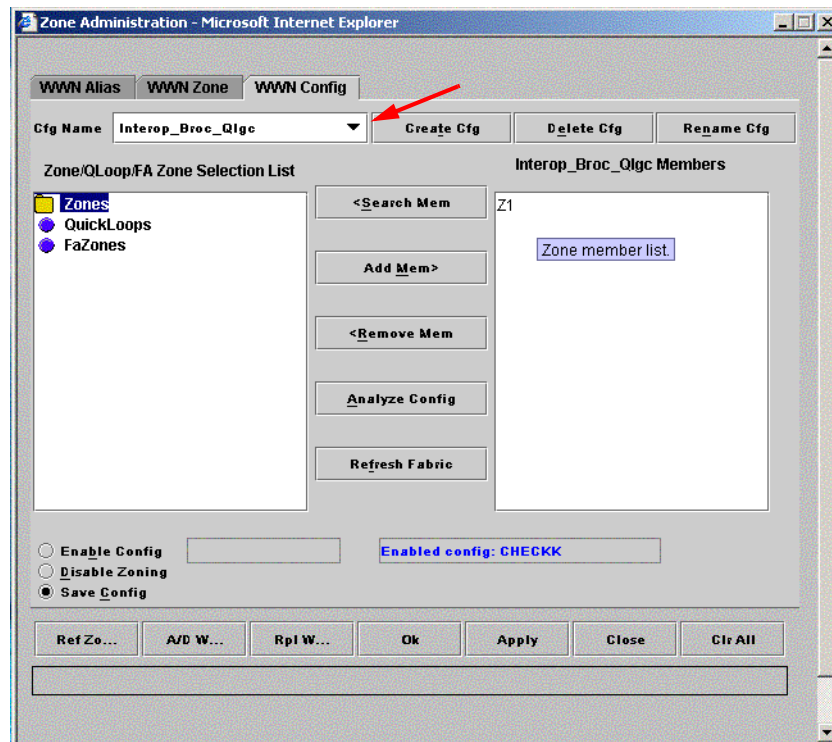 Zone Administration - Microsoft Internet Explorer
WWN Alias WWN Zone WWN Config
Cfg Name Interop_Broc_Qlgc Create Cfg Delete Cfg Rename Cfg
Zone/QLoop/FA Zone Selection List Interop_Broc_Qlgc Members
Zones <Search Mem Z1
QuickLoops
FaZones Zone member list.
Add Mem>
<Remove Mem
Analyze Config
Refresh Fabric
Enable Config Enabled config: CHECKK
Disable Zoning
Save Config
Ref Zo... A/D W... Rpl W... Ok Apply Close Clr All